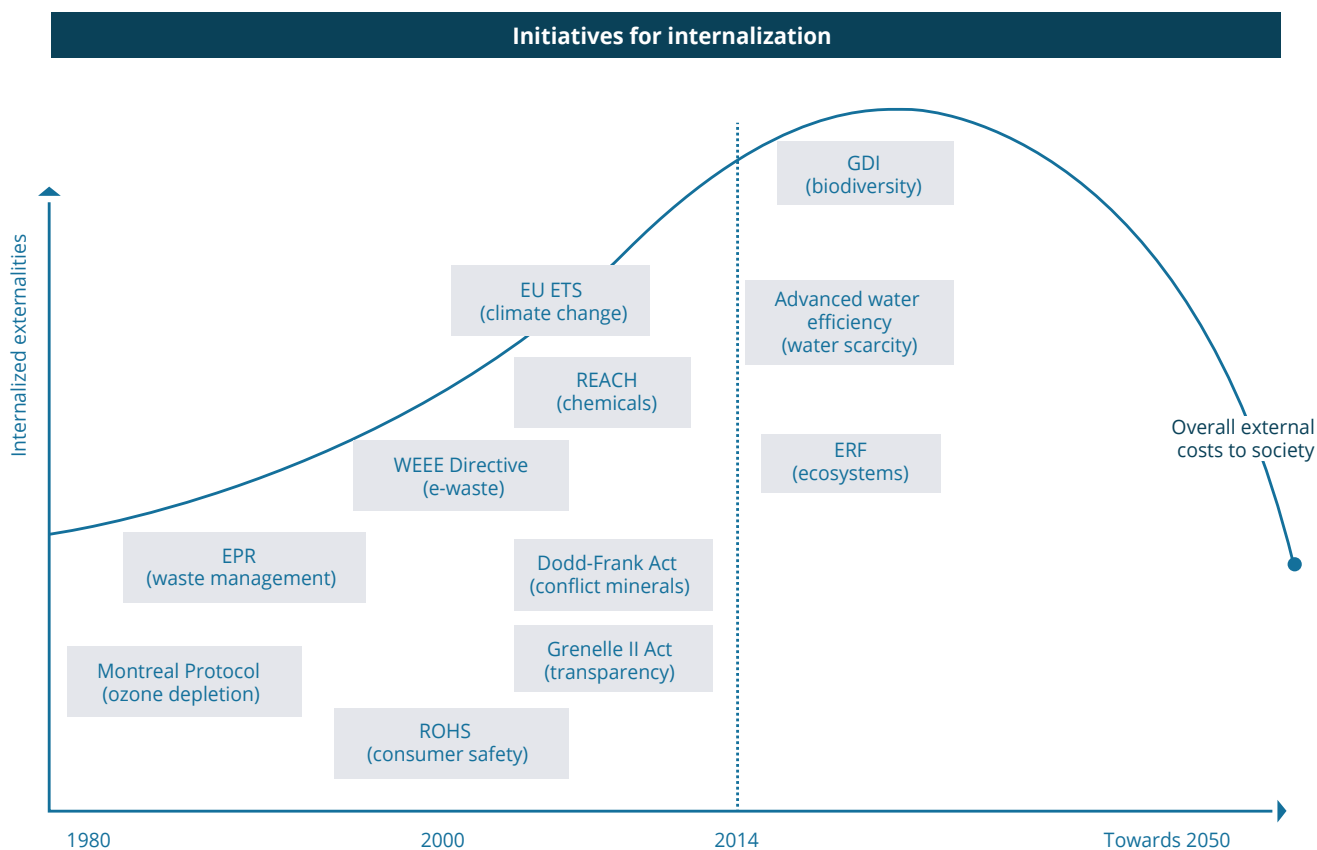 Initiatives for internalization
Internalized externalities
GDI
(biodiversity)
EU ETS
(climate change)
Advanced water
efficiency
(water scarcity)
REACH
(chemicals)
Overall external
costs to society
WEEE Directive
(e-waste)
ERF
(ecosystems)
EPR
(waste management)
Dodd-Frank Act
(conflict minerals)
Grenelle II Act
(transparency)
Montreal Protocol
(ozone depletion)
ROHS
(consumer safety)
1980
2000
2014
Towards 2050